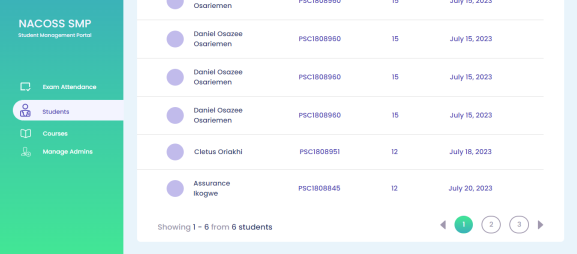 NACOSS SMP
Student Management Portal
Exam Attendance
Students
Courses
Manage Admins
Osariemen PSC1808960 15 July 15, 2023
Daniel Osazee
Osariemen
PSC1808960 15 July 15, 2023
Daniel Osazee
Osariemen
PSC1808960 15 July 15, 2023
Daniel Osazee
Osariemen
PSC1808960 15 July 15, 2023
Cletus Oriakhi PSC1808951 12 July 18, 2023
Assurance
Ikogwe
PSC1808845 12 July 20, 2023
Showing 1 - 6 from 6 students
1 2 3